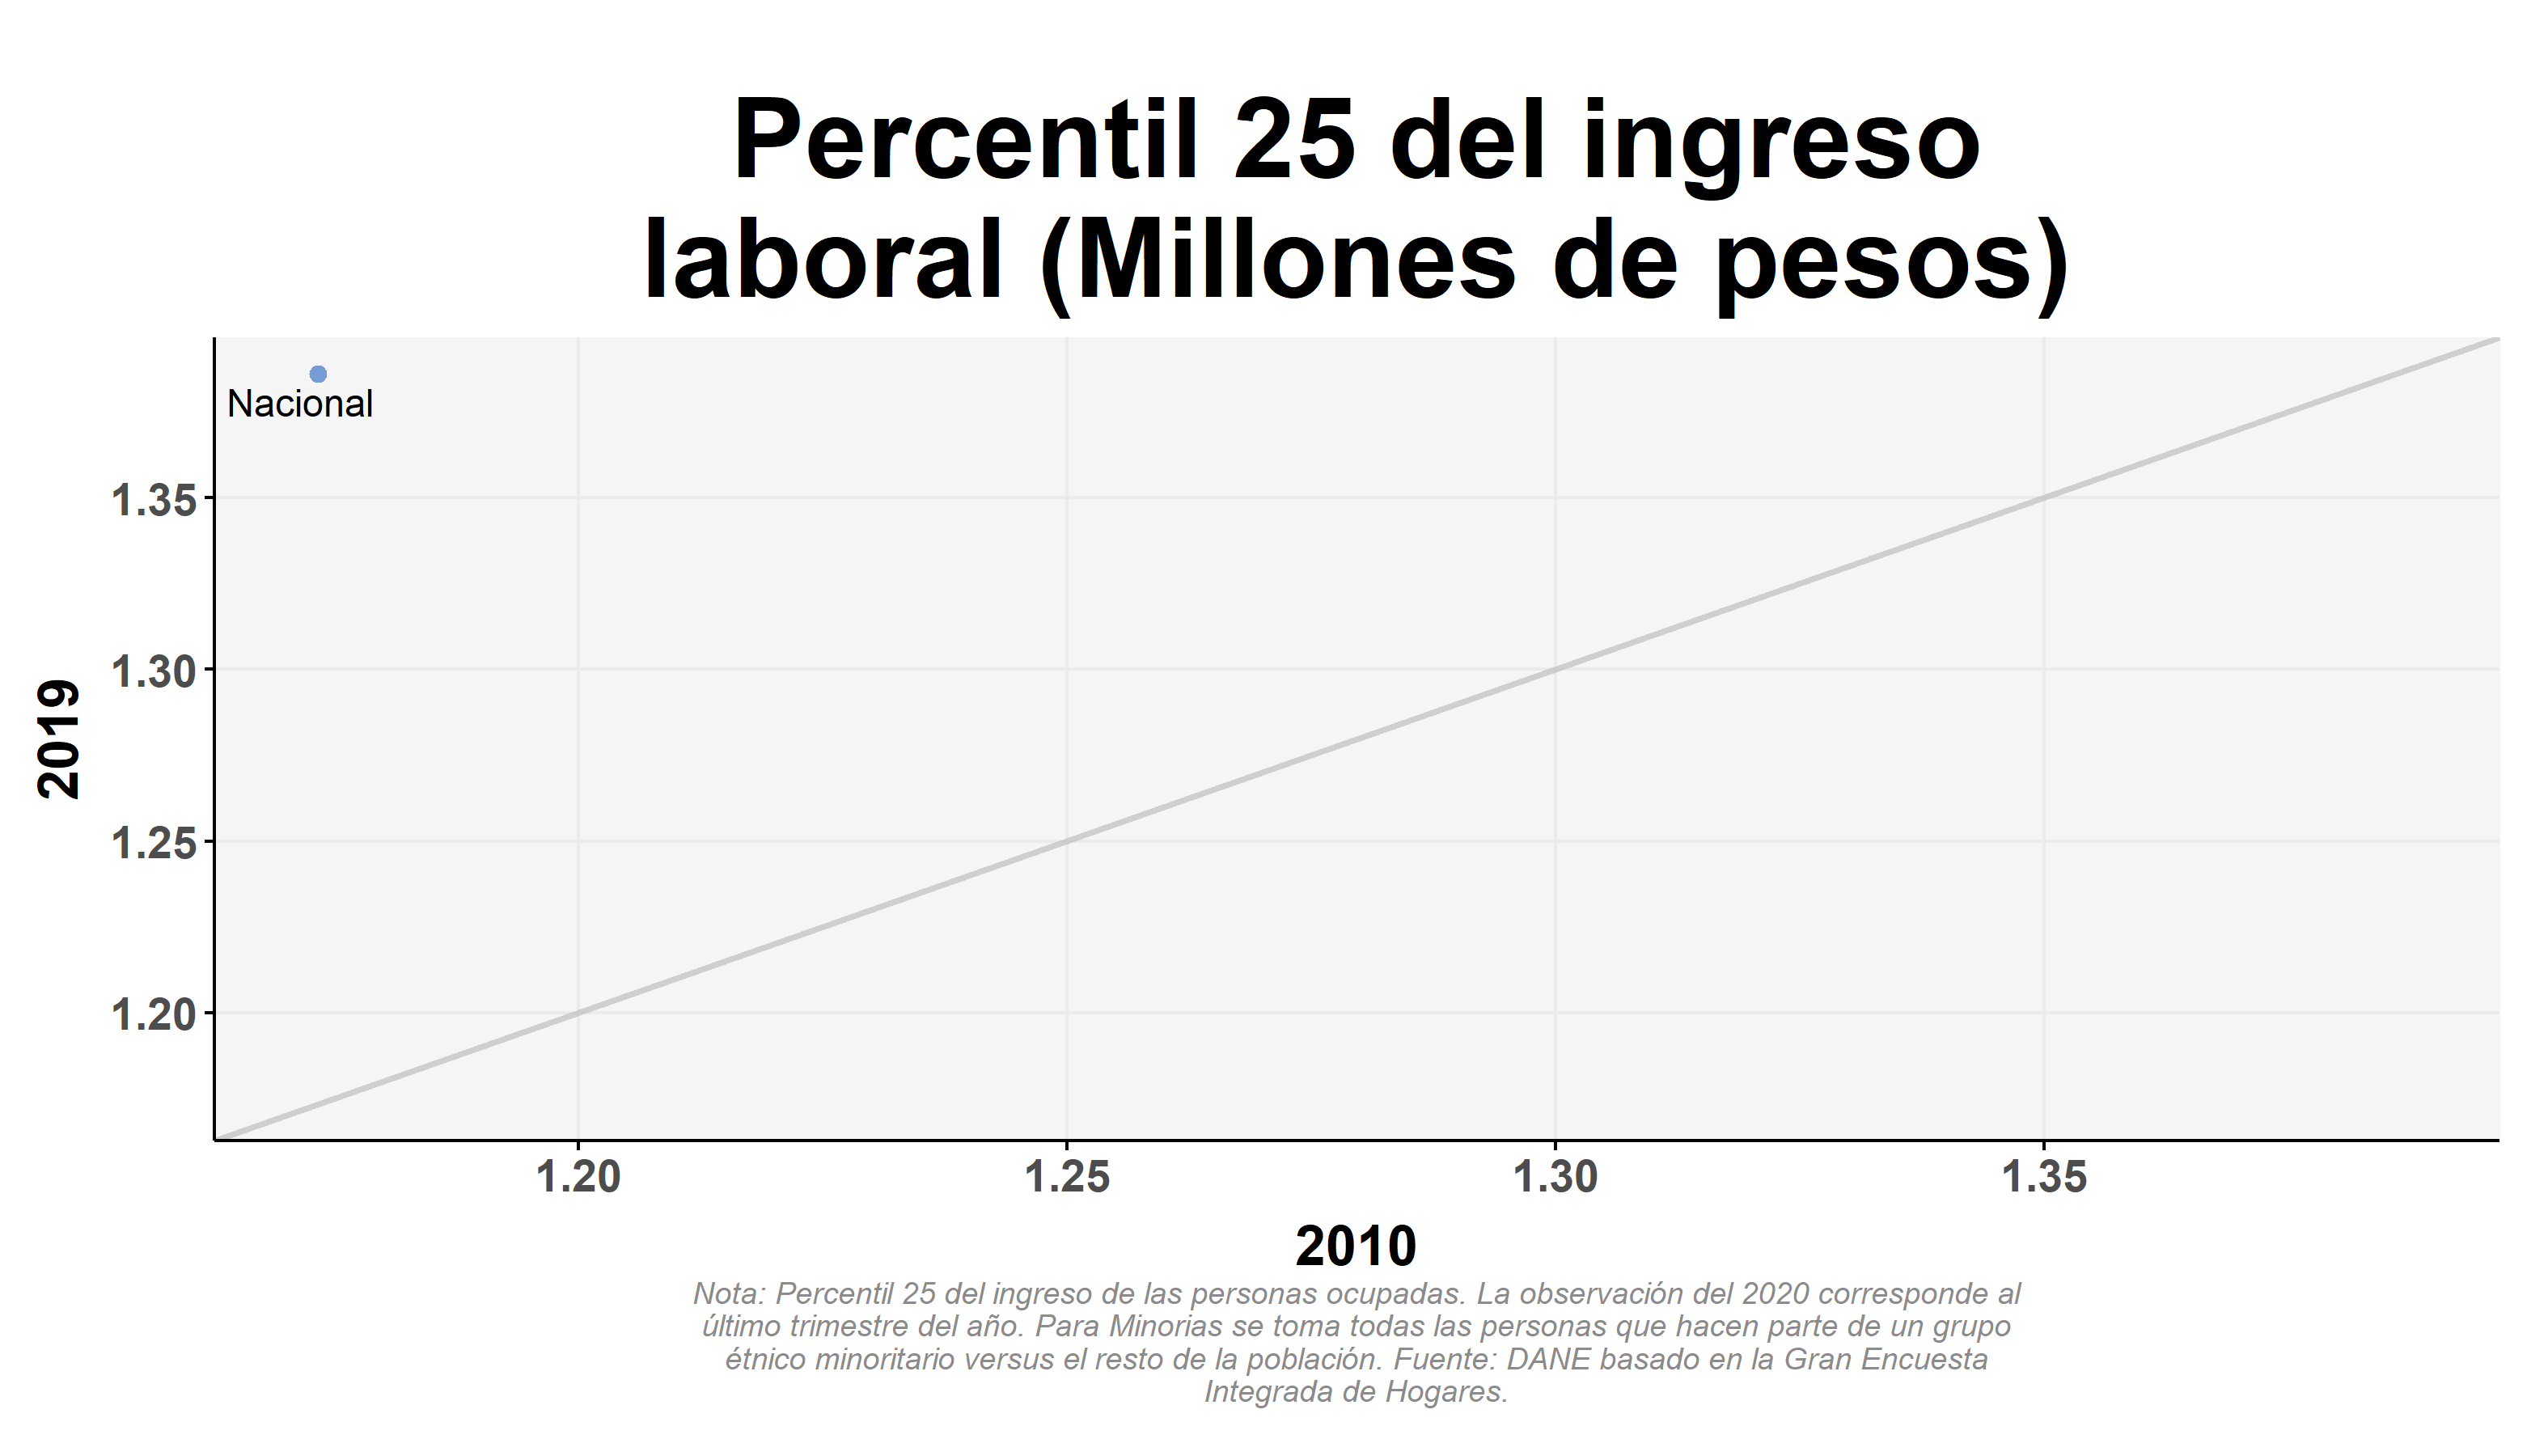 Percentil 25 del ingreso
laboral (Millones de pesos)
Nacional
1.35
1.30
1.25
1.20
2019
1.20
1.25
1.30
1.35
2010
Nota: Percentil 25 del ingreso de las personas ocupadas. La observación del 2020 corresponde al
último trimestre del año. Para Minorias se toma todas las personas que hacen parte de un grupo
étnico minoritario versus el resto de la población. Fuente: DANE basado en la Gran Encuesta
Integrada de Hogares.